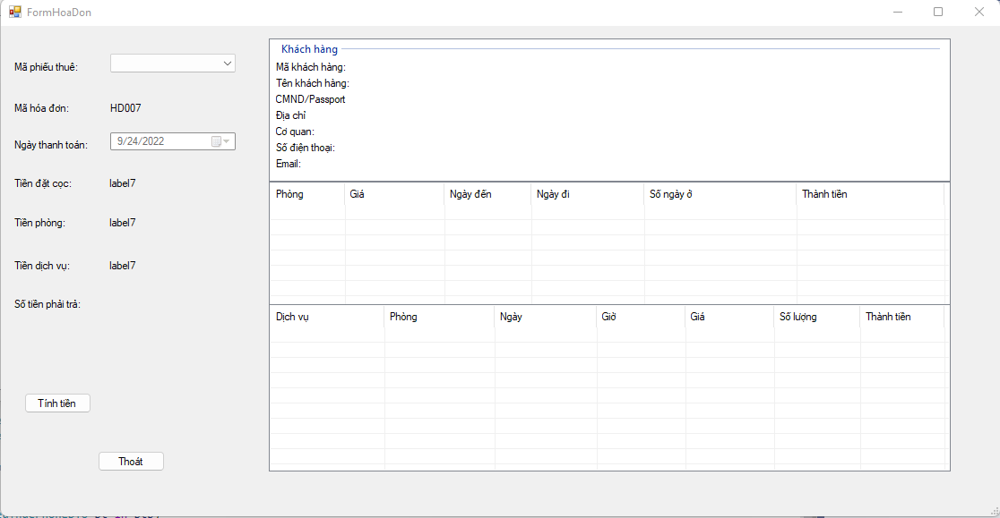 FormHoaDon
Mã phiếu thuê:
Mã hóa đơn: HD007
Ngày thanh toán: 9/24/2022
Tiền đặt cọc: label7
Tiền phòng: label7
Tiền dịch vụ: label7
Số tiền phải trả:
Tính tiền
Thoát
Khách hàng
Mã khách hàng:
Tên khách hàng:
CMND/Passport
Địa chỉ
Cơ quan:
Số điện thoại:
Email:
Phòng Giá Ngày đến Ngày đi Số ngày ở Thành tiền
Dịch vụ Phòng Ngày Giờ Giá Số lượng Thành tiền